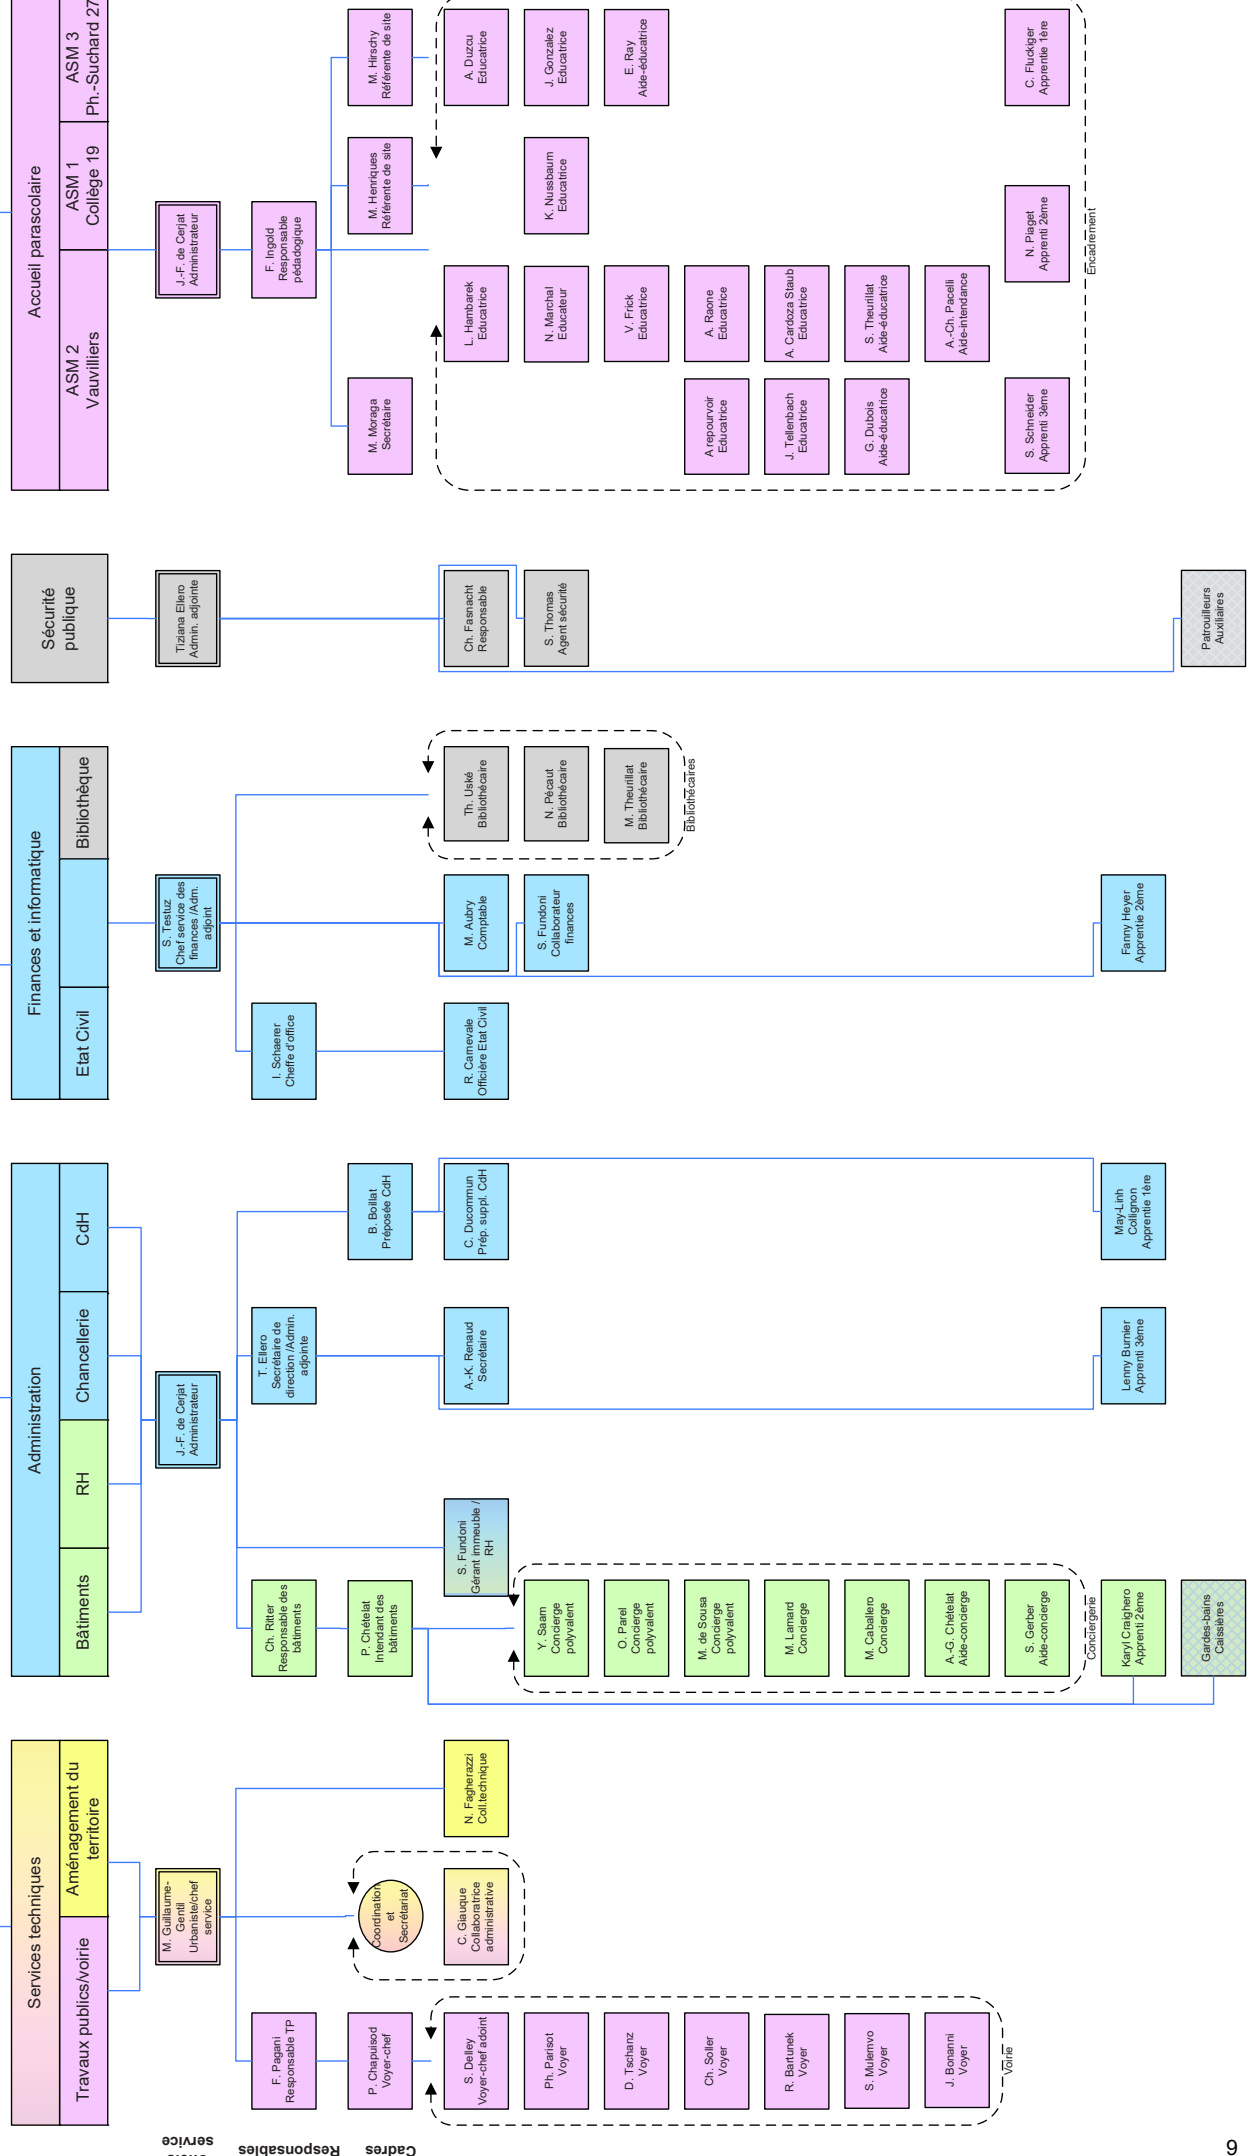 Accueil parascolaire
ASM 2
Vauvilliers
ASM 1
Collège 19
ASM 3
Ph.-Suchard 27
J.-F. de Cerjat
Administrateur
F. Ingold
Responsable
pédadogique
M. Moraga
Secrétaire
M. Henriques
Référente de site
M. Hirschy
Référente de site
L. Hambarek
Educatrice
A. Duzcu
Educatrice
N. Marchal
Educateur
K. Nussbaum
Educatrice
J. Gonzalez
Educatrice
V. Frick
Educatrice
E. Ray
Aide-éducatrice
A repourvoir
Educatrice
A. Raone
Educatrice
J. Tellenbach
Educatrice
A. Cardoza Staub
Educatrice
G. Dubois
Aide-éducatrice
S. Theurillat
Aide-éducatrice
A.-Ch. Pacelli
Aide-intendance
S. Schneider
Apprenti 3ème
N. Piaget
Apprenti 2ème
C. Fluckiger
Apprentie 1ère
Encadrement
Sécurité
publique
Tiziana Ellero
Admin. adjointe
Ch. Fasnacht
Responsable
S. Thomas
Agent sécurité
Patrouilleurs
Auxiliaires
Finances et informatique
Etat Civil
Bibliothèque
S. Testuz
Chef service des
finances /Adm.
adjoint
I. Schaerer
Cheffe d'office
R. Carnevale
Officière Etat Civil
M. Aubry
Comptable
Th. Uské
Bibliothécaire
S. Fundoni
Collaborateur
finances
N. Pécaut
Bibliothécaire
M. Theurillat
Bibliothécaire
Bibliothécaires
Fanny Heyer
Apprentie 2ème
Administration
Bâtiments
RH
Chancellerie
CdH
J.-F. de Cerjat
Administrateur
Ch. Ritter
Responsable des
bâtiments
T. Ellero
Secrétaire de
direction /Admin.
adjointe
P. Chételat
Intendant des
bâtiments
B. Boillat
Préposée CdH
S. Fundoni
Gérant immeuble /
RH
A.-K. Renaud
Secrétaire
C. Ducommun
Prép. suppl. CdH
Y. Saam
Concierge
polyvalent
O. Parel
Concierge
polyvalent
M. de Sousa
Concierge
polyvalent
M. Lamard
Concierge
M. Caballero
Concierge
A.-G. Chételat
Aide-concierge
S. Gerber
Aide-concierge
Conciergerie
Karyl Craighero
Apprenti 2ème
Lenny Burnier
Apprenti 3ème
May-Linh
Collignon
Apprentie 1ère
Gardes-bains
Caissières
Services techniques
Travaux publics/voirie
Aménagement du
territoire
M. Guillaume-
Gentil
Urbaniste/chef
service
F. Pagani
Responsable TP
P. Chapuisod
Voyer-chef
Coordination
et
Secrétariat
S. Delley
Voyer-chef adoint
C. Giauque
Collaboratrice
administrative
N. Fagherazzi
Coll.technique
Ph. Parisot
Voyer
D. Tschanz
Voyer
Ch. Soller
Voyer
R. Bartunek
Voyer
S. Mulemvo
Voyer
J. Bonanni
Voyer
Voirie
service
Responsables
Cadres
9